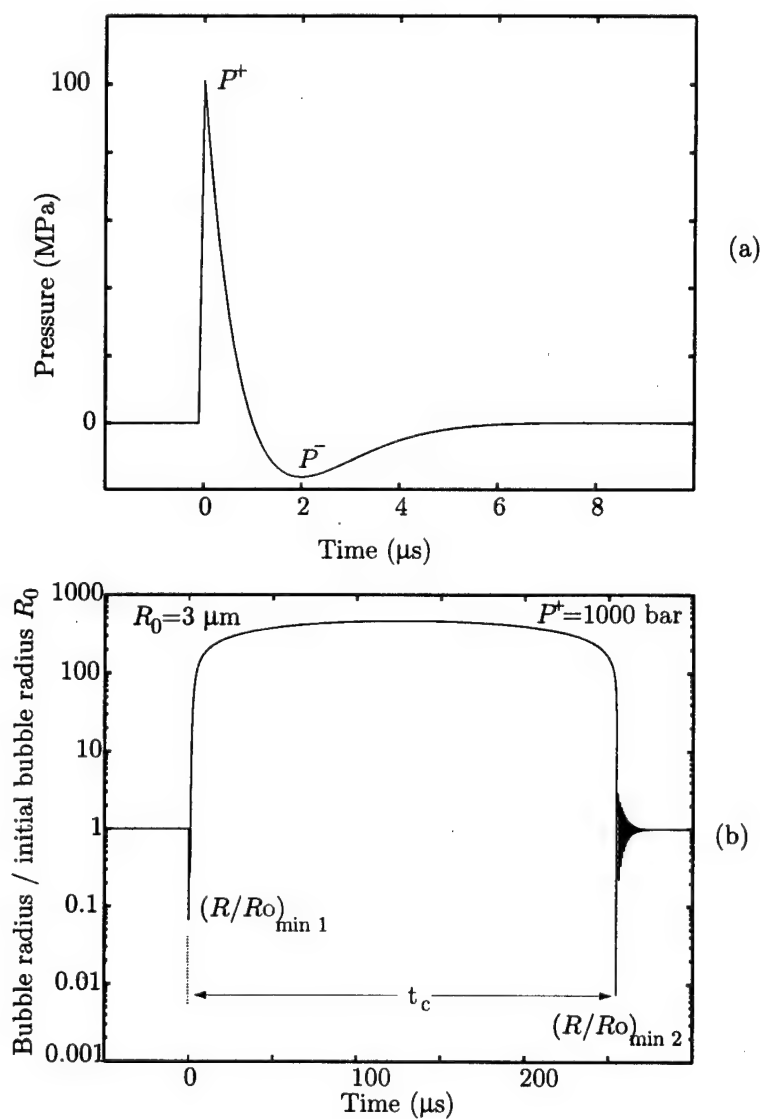 100
P⁺
Pressure (MPa)
(a)
0
P⁻
0 2 4 6 8
Time (μs)
1000
R₀=3 μm
P⁺=1000 bar
100
10
1
(b)
0.1
(R/Ro)min 1
0.01
t_c
(R/Ro)min 2
0.001
Bubble radius / initial bubble radius R₀
0 100 200
Time (μs)